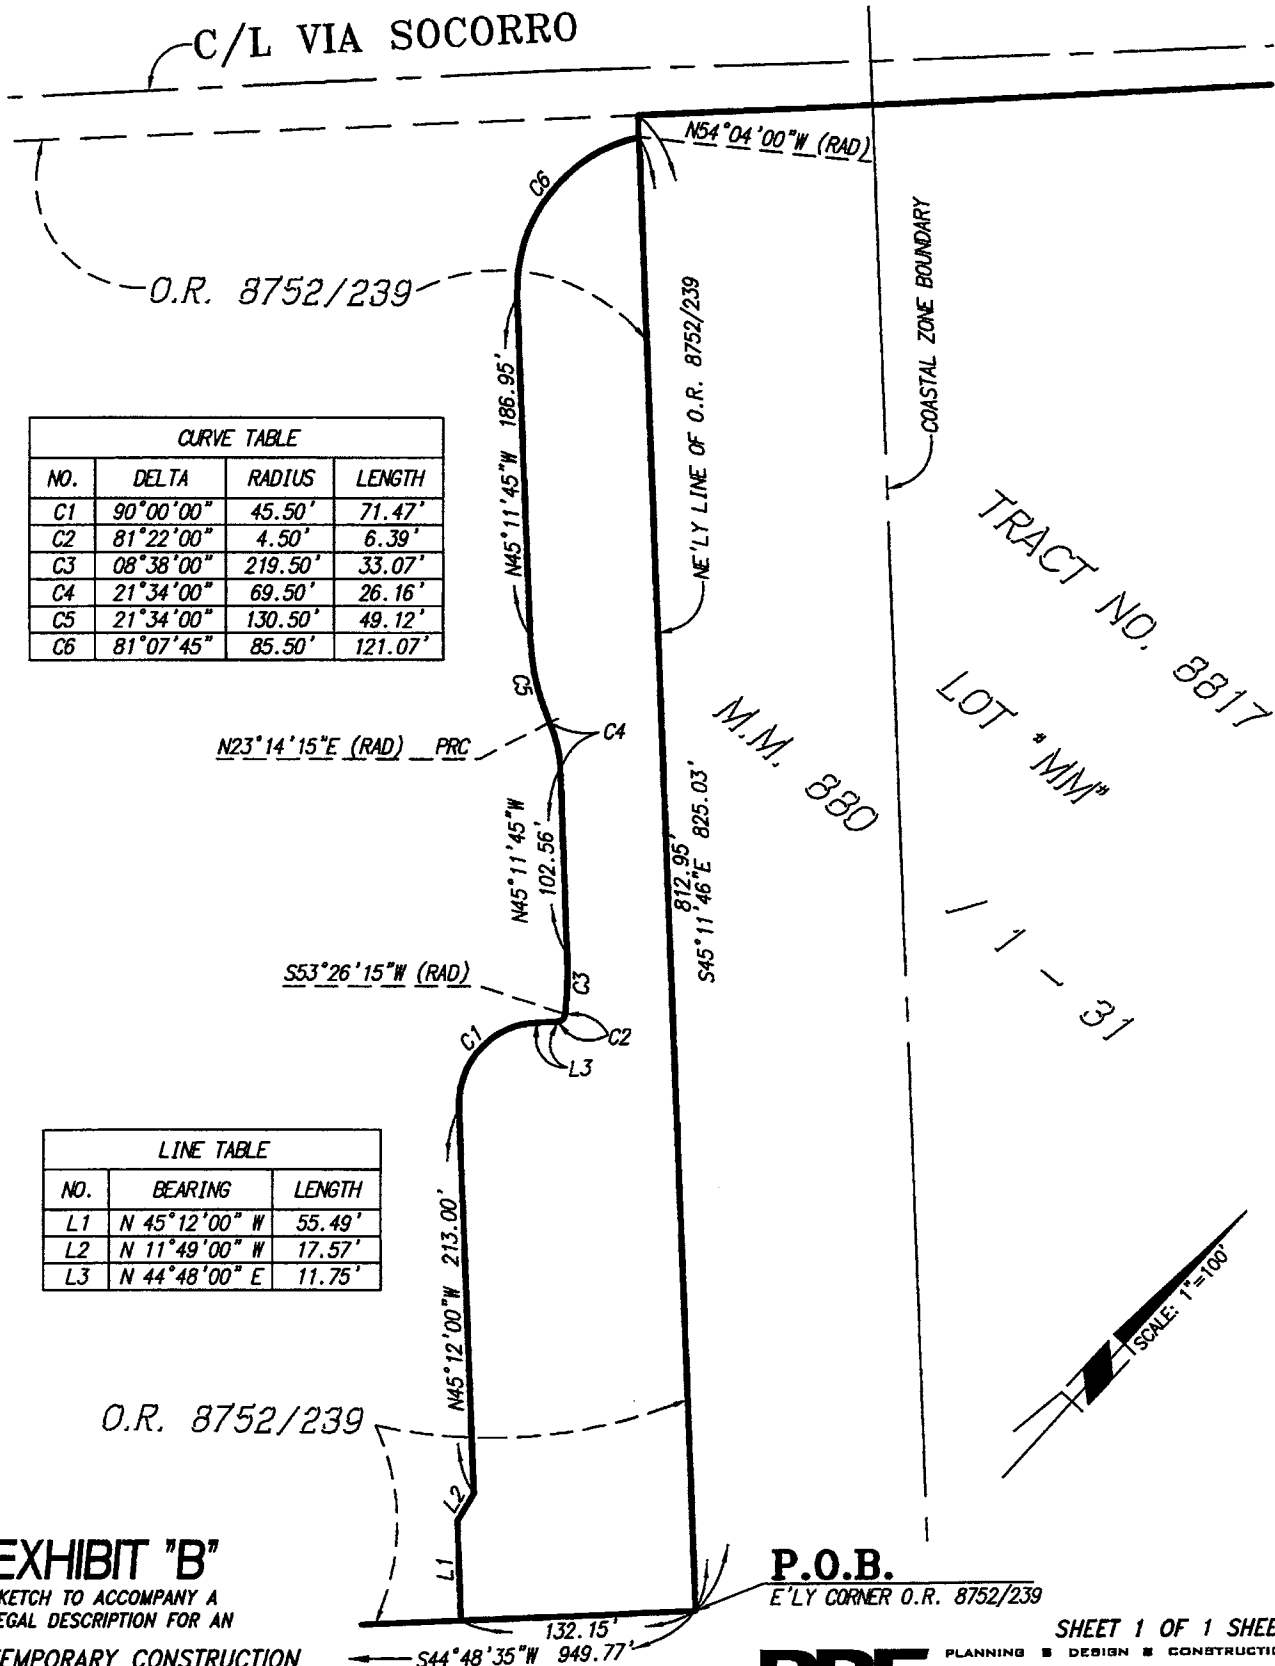 C/L VIA SOCORRO
N54°04'00"W (RAD)
C6
O.R. 8752/239
COASTAL ZONE BOUNDARY
NE'LY LINE OF O.R. 8752/239
N45°11'45"W 186.95'
CURVE TABLE
NO. DELTA RADIUS LENGTH
C1 90°00'00" 45.50' 71.47'
C2 81°22'00" 4.50' 6.39'
C3 08°38'00" 219.50' 33.07'
C4 21°34'00" 69.50' 26.16'
C5 21°34'00" 130.50' 49.12'
C6 81°07'45" 85.50' 121.07'
TRACT NO. 8817
LOT "MM"
M.M. 880 / 1 - 31
C5
C4
N23°14'15"E (RAD) PRC
N45°11'45"W
102.56'
812.95'
S45°11'46"E 825.03'
S53°26'15"W (RAD)
C3
C1
C2
L3
LINE TABLE
NO. BEARING LENGTH
L1 N 45°12'00" W 55.49'
L2 N 11°49'00" W 17.57'
L3 N 44°48'00" E 11.75'
N45°12'00"W 213.00'
SCALE: 1"=100'
O.R. 8752/239
L2
L1
EXHIBIT "B"
KETCH TO ACCOMPANY A
EGAL DESCRIPTION FOR AN
EMPORARY CONSTRUCTION
P.O.B.
E'LY CORNER O.R. 8752/239
132.15'
S44°48'35"W 949.77'
SHEET 1 OF 1 SHEE
PLANNING DESIGN CONSTRUCTI